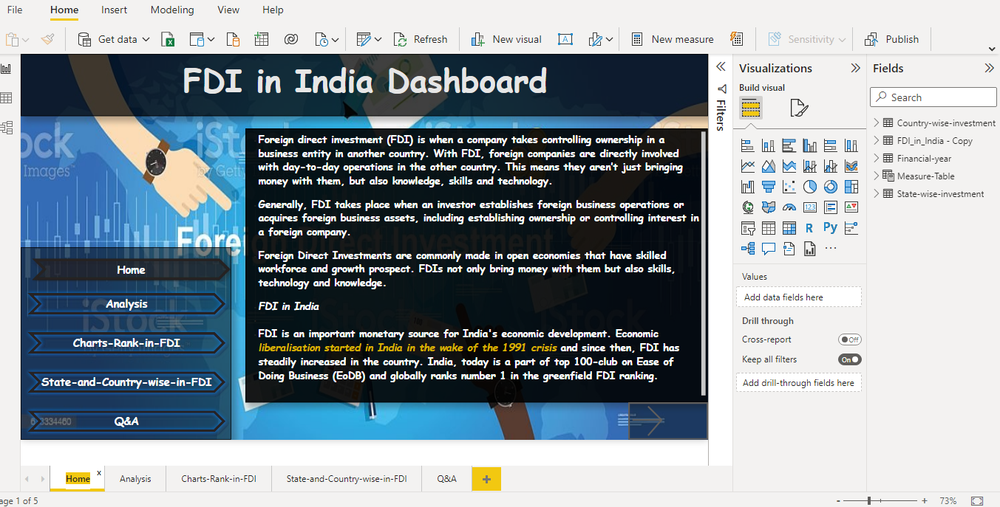 File Home Insert Modeling View Help
Get data Refresh New visual New measure Sensitivity Publish
FDI in India Dashboard
Foreign direct investment (FDI) is when a company takes controlling ownership in a
business entity in another country. With FDI, foreign companies are directly involved
with day-to-day operations in the other country. This means they aren't just bringing
money with them, but also knowledge, skills and technology.
Generally, FDI takes place when an investor establishes foreign business operations or
acquires foreign business assets, including establishing ownership or controlling interest in
a foreign company.
Foreign Direct Investments are commonly made in open economies that have skilled
workforce and growth prospect. FDIs not only bring money with them but also skills,
technology and knowledge.
FDI in India
FDI is an important monetary source for India's economic development. Economic
liberalisation started in India in the wake of the 1991 crisis and since then, FDI has
steadily increased in the country. India, today is a part of top 100-club on Ease of
Doing Business (EoDB) and globally ranks number 1 in the greenfield FDI ranking.
Foreign Direct Investment
iStock
Home
Analysis
Charts-Rank-in-FDI
State-and-Country-wise-in-FDI
Q&A
Filters
Visualizations
Build visual
123
R
Py
Values
Add data fields here
Drill through
Cross-report Off
Keep all filters On
Add drill-through fields here
Fields
Search
Country-wise-investment
FDI_in_India - Copy
Financial-year
Measure-Table
State-wise-investment
Home x Analysis Charts-Rank-in-FDI State-and-Country-wise-in-FDI Q&A +
age 1 of 5
- + 73%